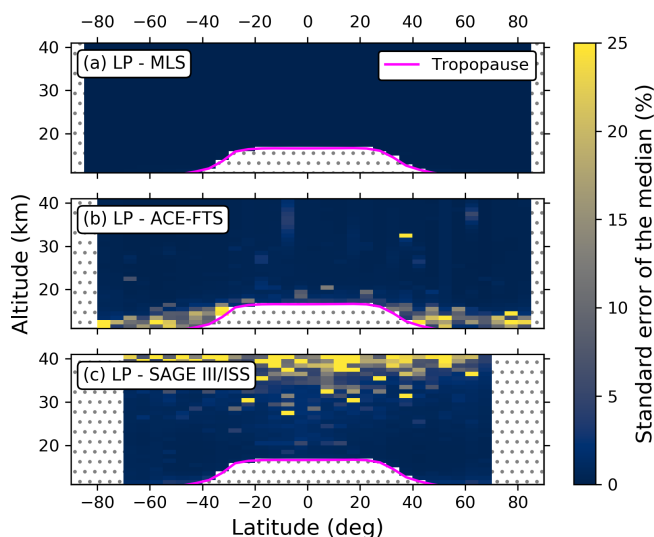 −80 −60 −40 −20 0 20 40 60 80
(a) LP - MLS
Tropopause
40
30
20
(b) LP - ACE-FTS
40
30
20
(c) LP - SAGE III/ISS
40
30
20
−80 −60 −40 −20 0 20 40 60 80
Latitude (deg)
Altitude (km)
25
20
15
10
5
0
Standard error of the median (%)